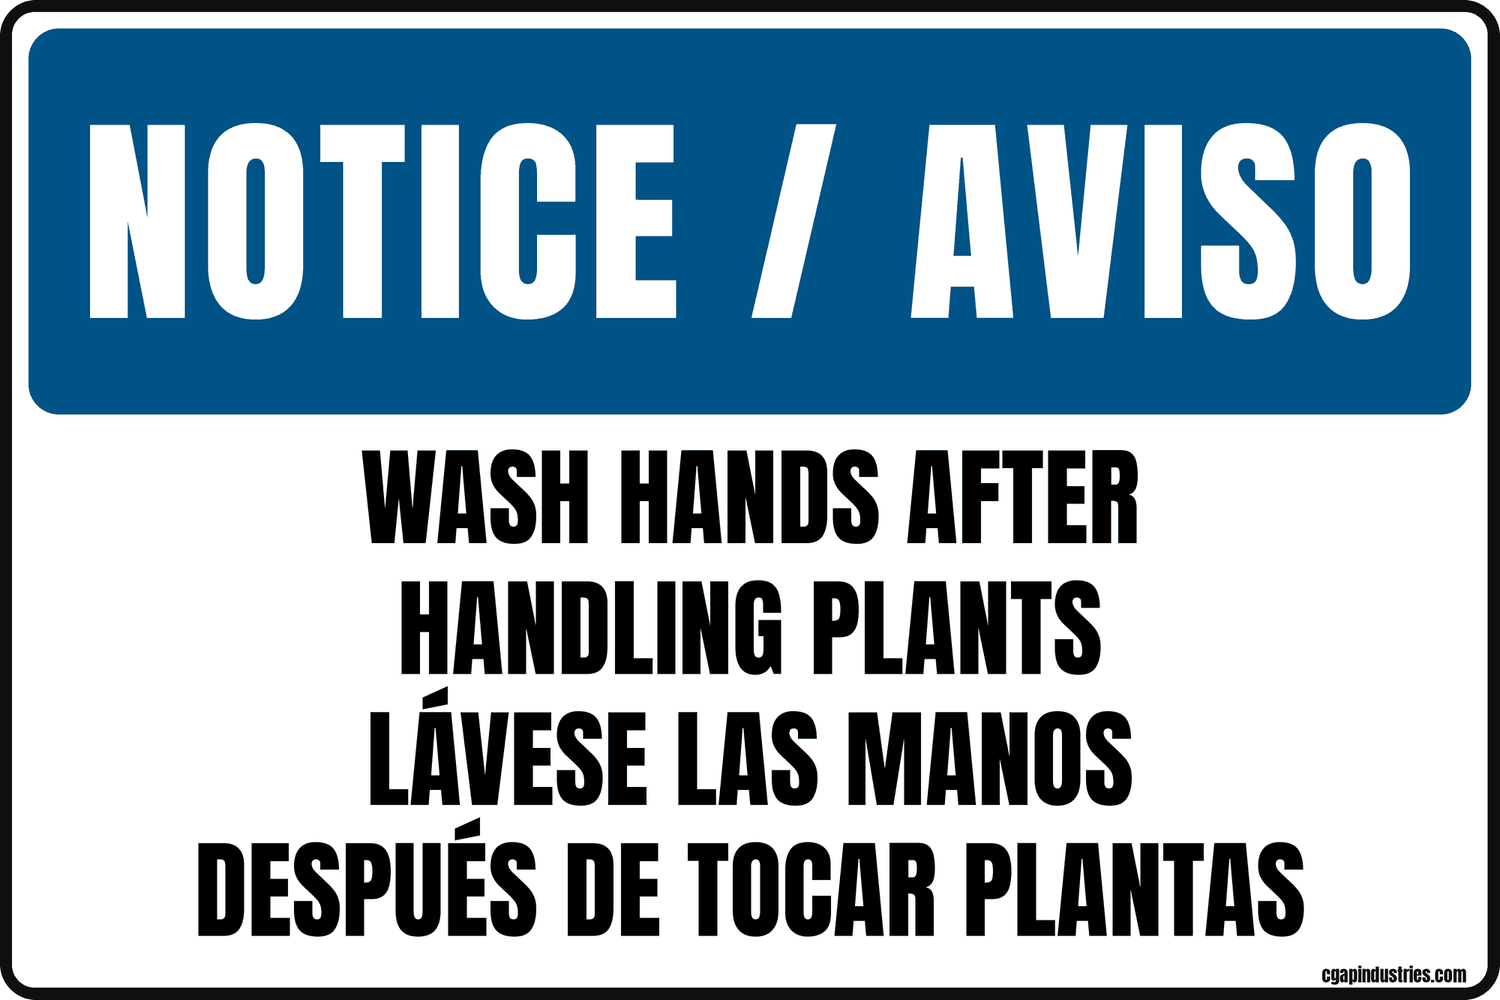 NOTICE / AVISO
WASH HANDS AFTER
HANDLING PLANTS
LÁVESE LAS MANOS
DESPUÉS DE TOCAR PLANTAS
cgapindustries.com